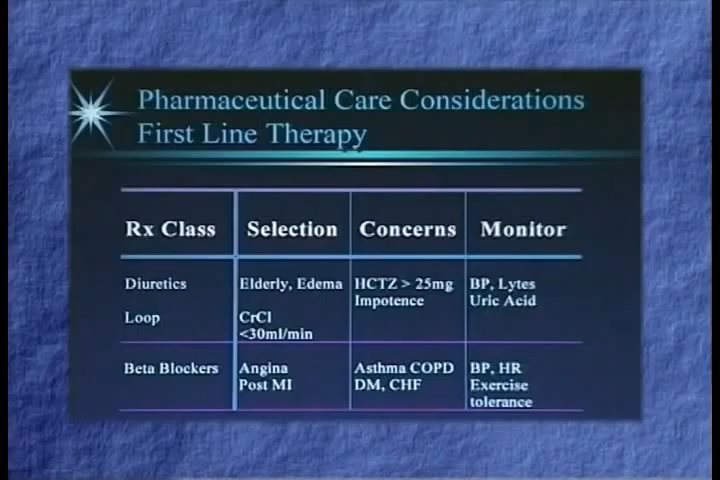 Pharmaceutical Care Considerations
First Line Therapy
Rx Class Selection Concerns Monitor
Diuretics Elderly, Edema HCTZ > 25mg BP, Lytes
Impotence Uric Acid
Loop CrCl
<30ml/min
Beta Blockers Angina Asthma COPD BP, HR
Post MI DM, CHF Exercise
tolerance